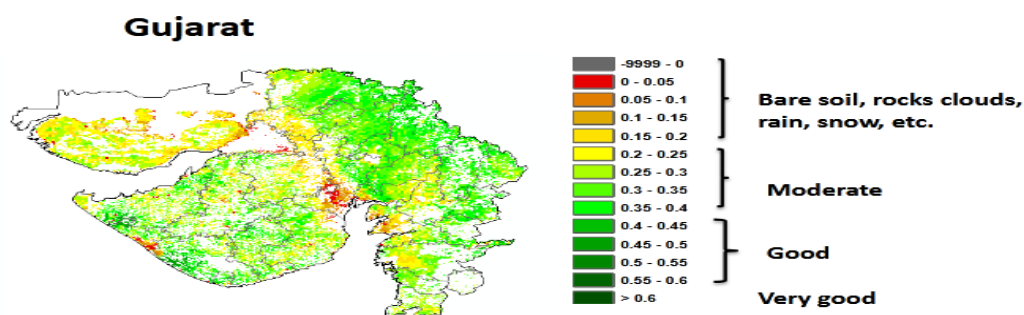 Gujarat
-9999 - 0
0 - 0.05
0.05 - 0.1
0.1 - 0.15
0.15 - 0.2
0.2 - 0.25
0.25 - 0.3
0.3 - 0.35
0.35 - 0.4
0.4 - 0.45
0.45 - 0.5
0.5 - 0.55
0.55 - 0.6
> 0.6
Bare soil, rocks clouds,
rain, snow, etc.
Moderate
Good
Very good